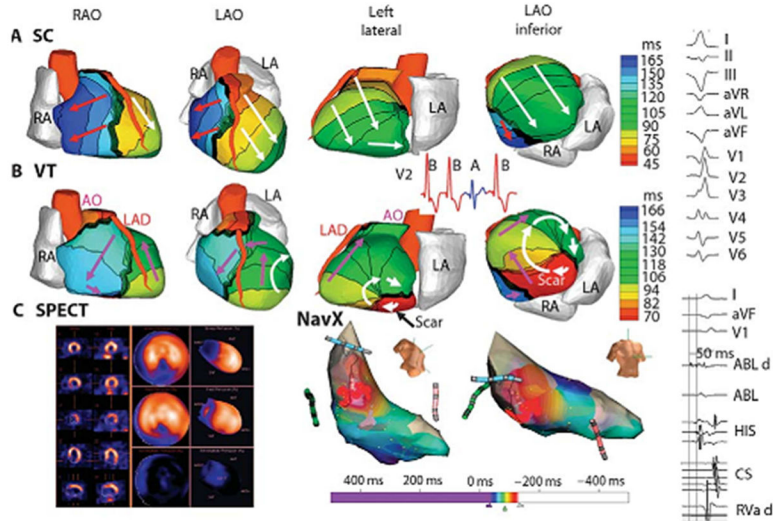 RAO
LAO
Left
lateral
LAO
inferior
A SC
RA
LA
RA
LA
RA
LA
ms
165
150
135
120
105
90
75
60
45
I
II
III
aVR
aVL
aVF
V1
V2
V3
V4
V5
V6
V2
B
B
A
B
B VT
AO
LAD
RA
LA
RA
LAD
AO
LA
Scar
Scar
RA
LA
ms
166
154
142
130
118
106
94
82
70
C SPECT
NavX
400 ms
200 ms
0 ms
−200 ms
−400 ms
I
aVF
V1
50 ms
ABL d
ABL
HIS
CS
RVa d